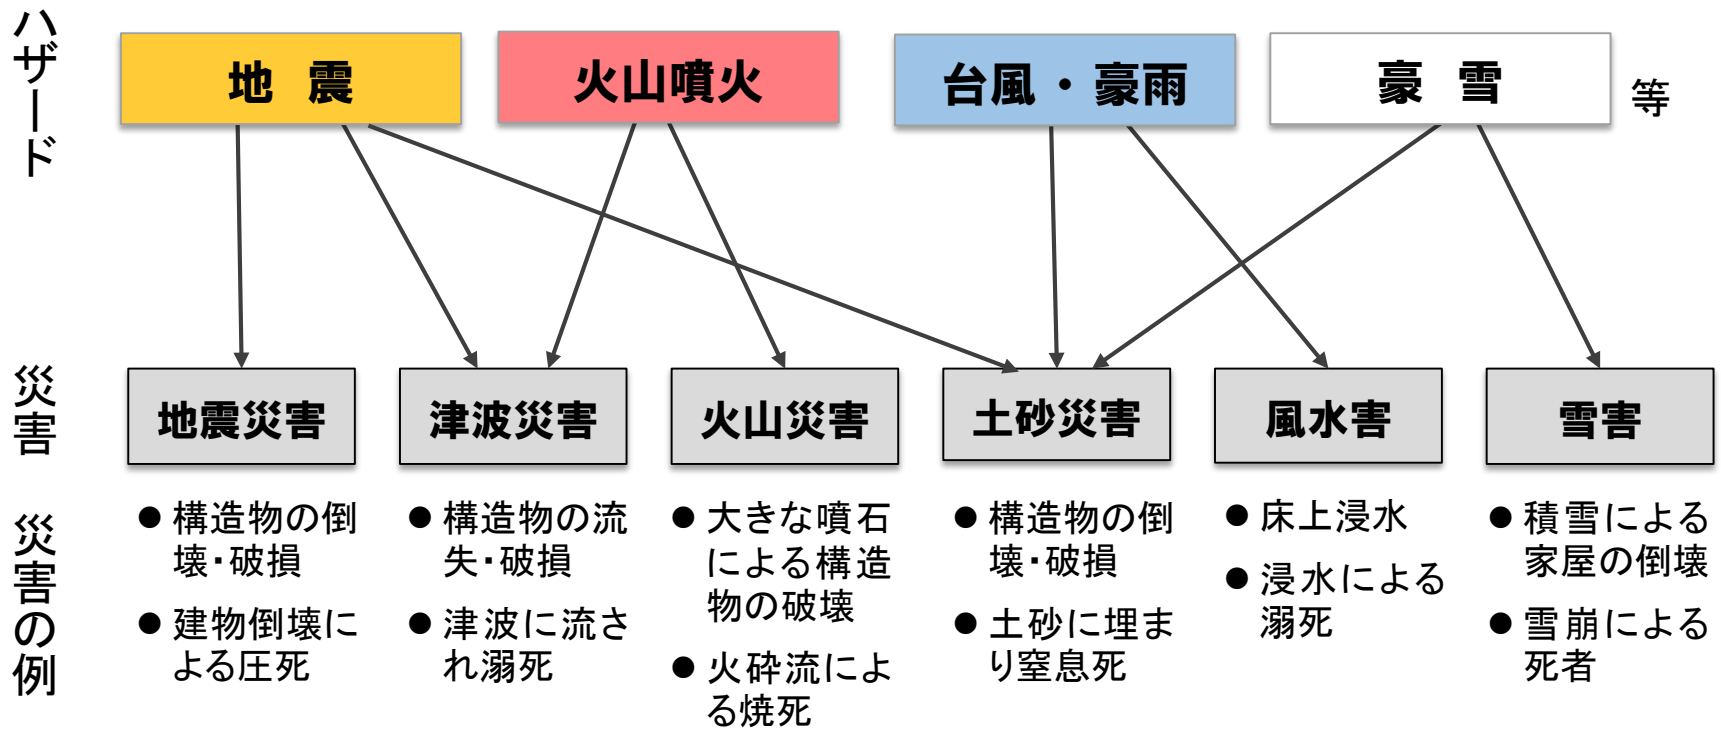 ハザード
地 震
火山噴火
台風・豪雨
豪 雪
等
災害
地震災害
津波災害
火山災害
土砂災害
風水害
雪害
災害の例
● 構造物の倒
壊・破損
● 建物倒壊に
よる圧死
● 構造物の流
失・破損
● 津波に流さ
れ溺死
● 大きな噴石
による構造
物の破壊
● 火砕流によ
る焼死
● 構造物の倒
壊・破損
● 土砂に埋ま
り窒息死
● 床上浸水
● 浸水による
溺死
● 積雪による
家屋の倒壊
● 雪崩による
死者